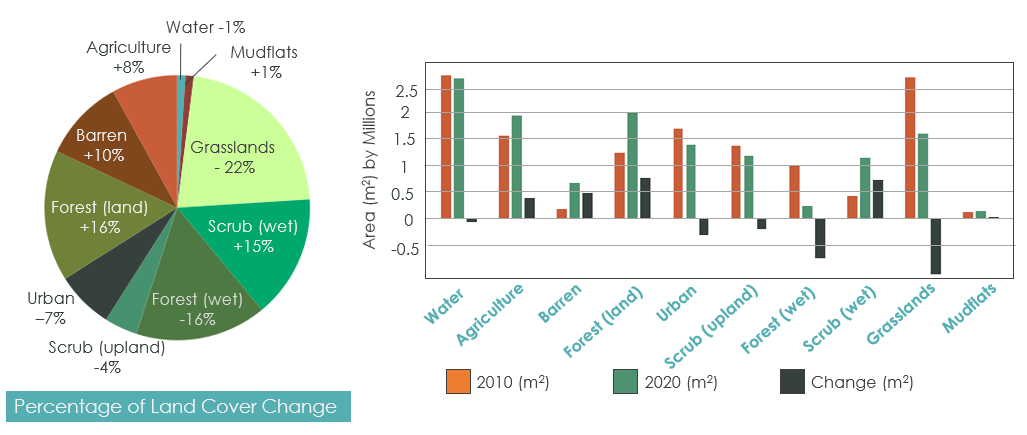 Water -1%
Agriculture
+8%
Mudflats
+1%
Barren
+10%
Grasslands
- 22%
Forest (land)
+16%
Scrub (wet)
+15%
Urban
–7%
Forest (wet)
-16%
Scrub (upland)
-4%
Percentage of Land Cover Change
Area (m²) by Millions
2.5
2
1.5
1
0.5
0
-0.5
Water
Agriculture
Barren
Forest (land)
Urban
Scrub (upland)
Forest (wet)
Scrub (wet)
Grasslands
Mudflats
2010 (m²)
2020 (m²)
Change (m²)